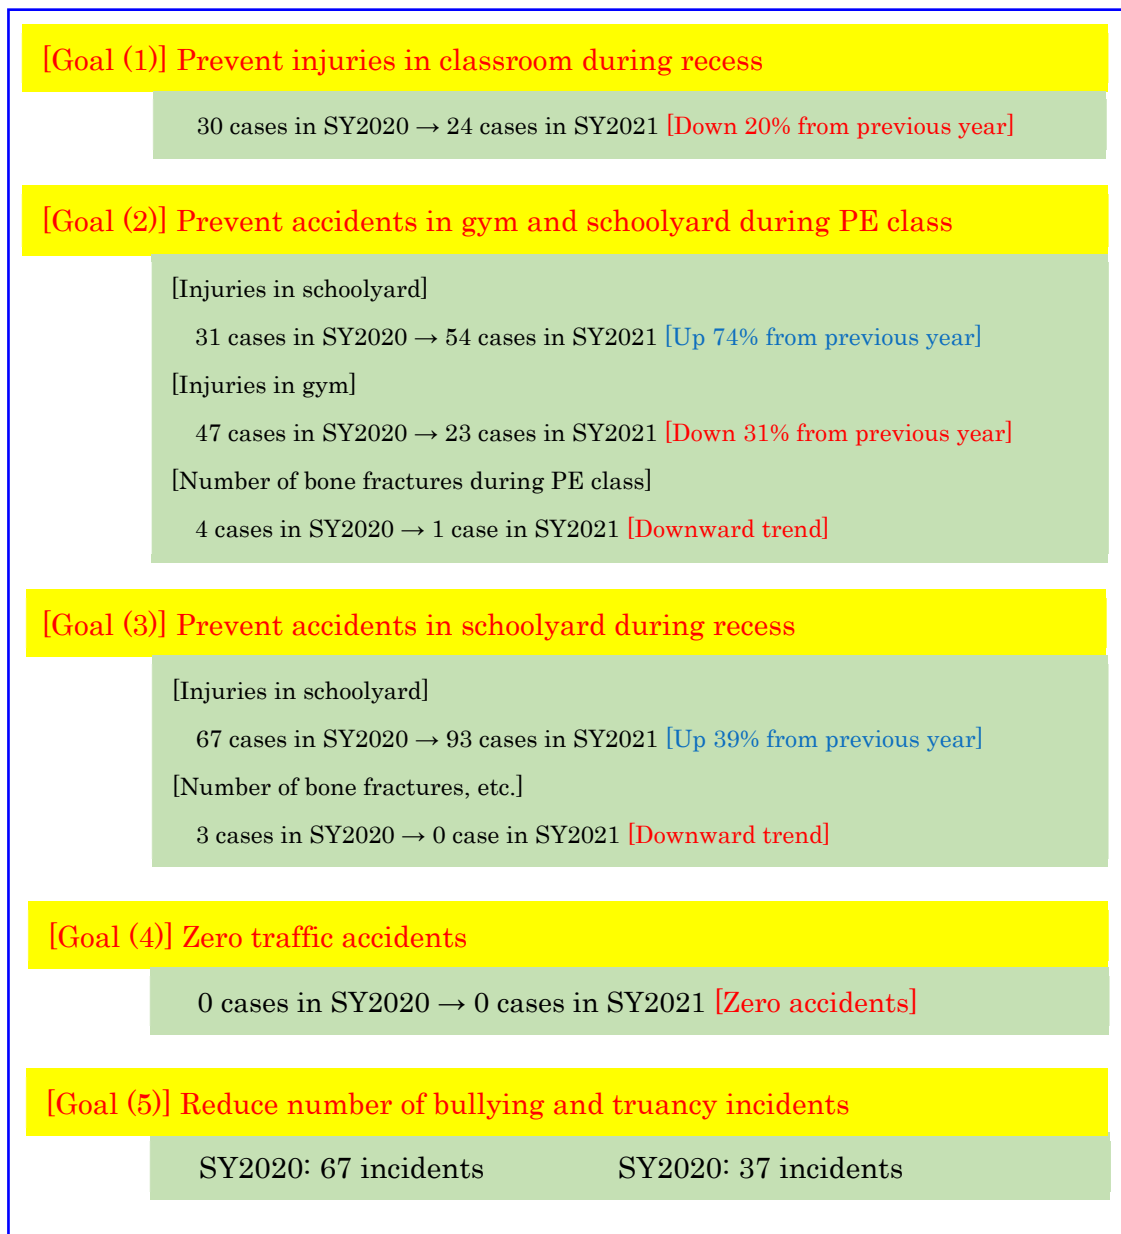 [Goal (1)] Prevent injuries in classroom during recess
30 cases in SY2020 → 24 cases in SY2021 [Down 20% from previous year]
[Goal (2)] Prevent accidents in gym and schoolyard during PE class
[Injuries in schoolyard]
31 cases in SY2020 → 54 cases in SY2021 [Up 74% from previous year]
[Injuries in gym]
47 cases in SY2020 → 23 cases in SY2021 [Down 31% from previous year]
[Number of bone fractures during PE class]
4 cases in SY2020 → 1 case in SY2021 [Downward trend]
[Goal (3)] Prevent accidents in schoolyard during recess
[Injuries in schoolyard]
67 cases in SY2020 → 93 cases in SY2021 [Up 39% from previous year]
[Number of bone fractures, etc.]
3 cases in SY2020 → 0 case in SY2021 [Downward trend]
[Goal (4)] Zero traffic accidents
0 cases in SY2020 → 0 cases in SY2021 [Zero accidents]
[Goal (5)] Reduce number of bullying and truancy incidents
SY2020: 67 incidents SY2020: 37 incidents